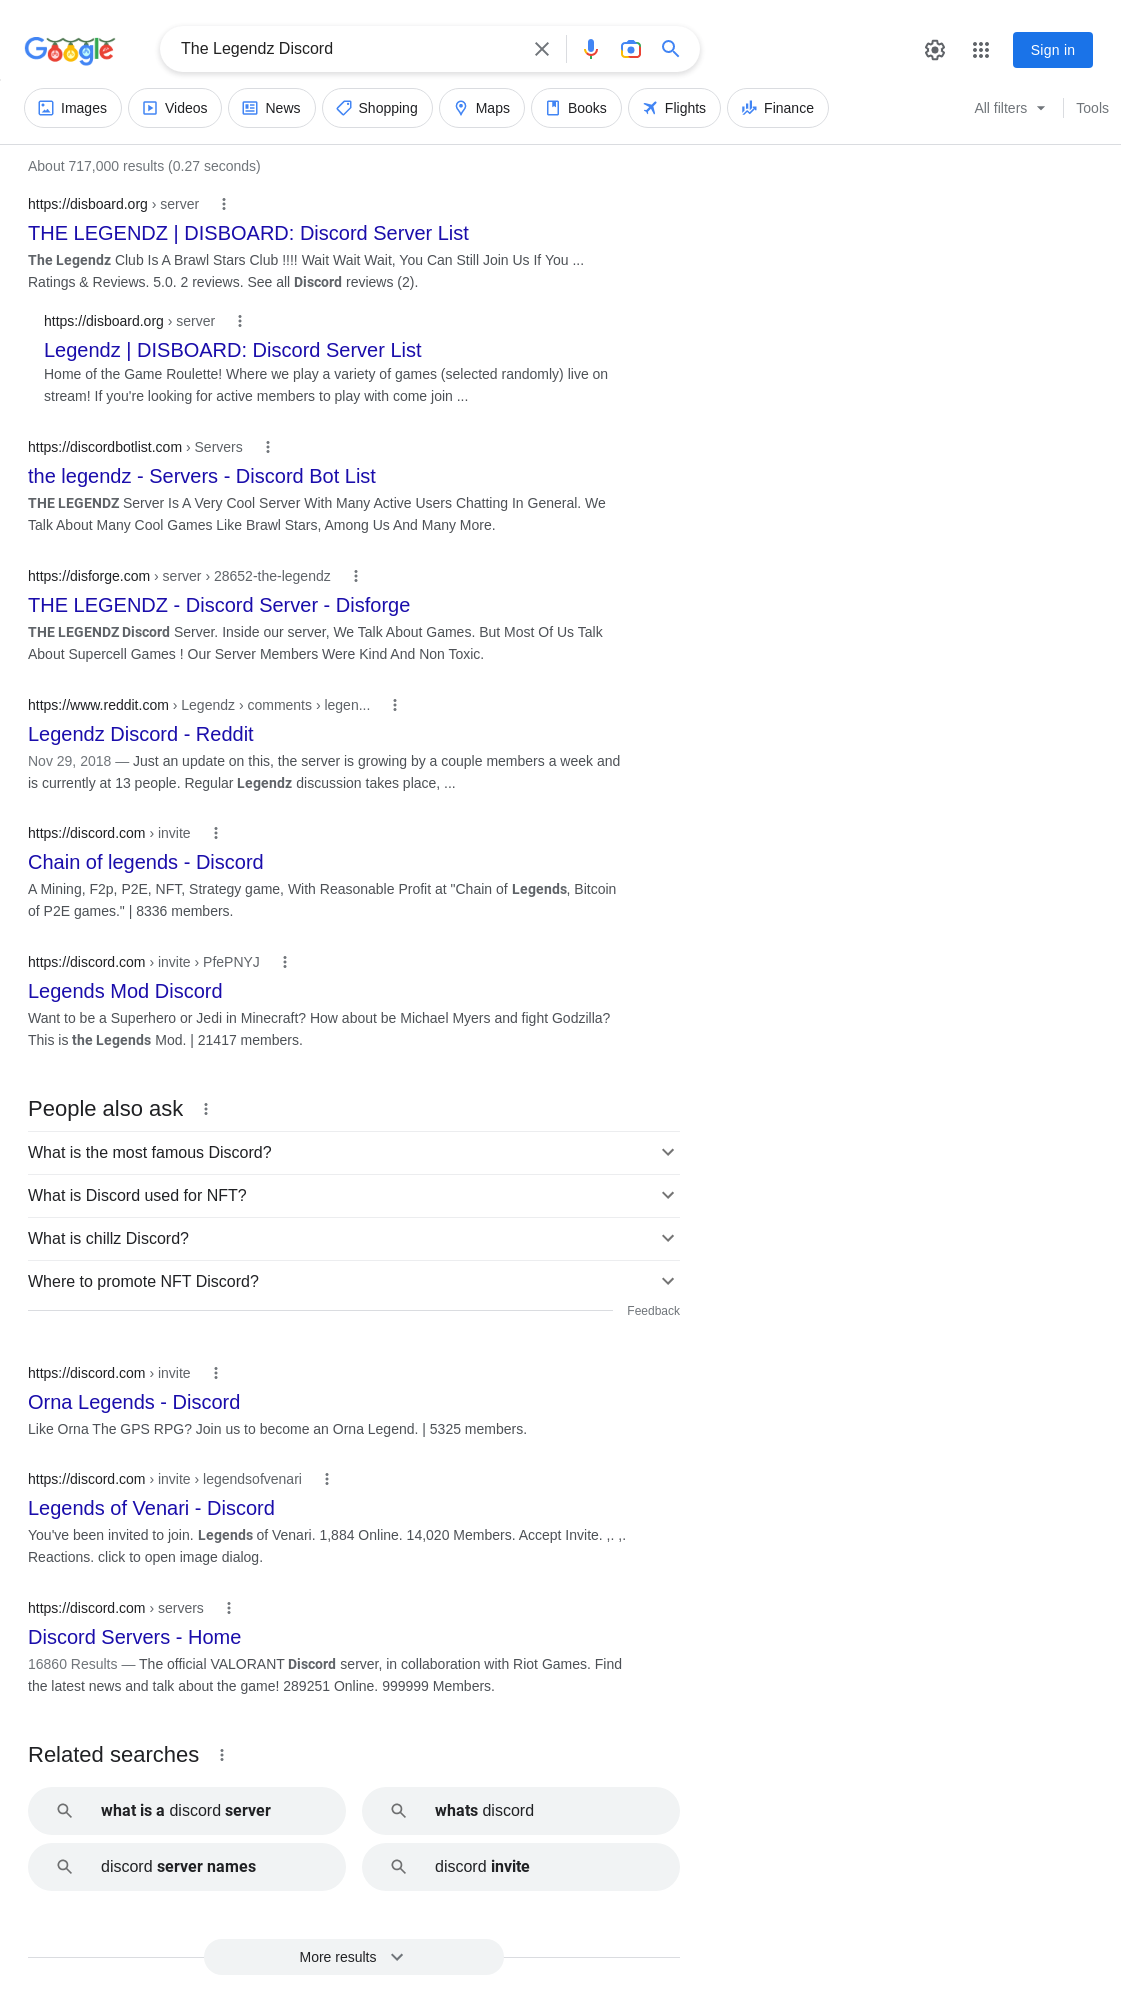 Google
The Legendz Discord
Sign in
Images
Videos
News
Shopping
Maps
Books
Flights
Finance
All filters
Tools
About 717,000 results (0.27 seconds)
https://disboard.org › server
THE LEGENDZ | DISBOARD: Discord Server List
The Legendz Club Is A Brawl Stars Club !!!! Wait Wait Wait, You Can Still Join Us If You ...
Ratings & Reviews. 5.0. 2 reviews. See all Discord reviews (2).
https://disboard.org › server
Legendz | DISBOARD: Discord Server List
Home of the Game Roulette! Where we play a variety of games (selected randomly) live on
stream! If you're looking for active members to play with come join ...
https://discordbotlist.com › Servers
the legendz - Servers - Discord Bot List
THE LEGENDZ Server Is A Very Cool Server With Many Active Users Chatting In General. We
Talk About Many Cool Games Like Brawl Stars, Among Us And Many More.
https://disforge.com › server › 28652-the-legendz
THE LEGENDZ - Discord Server - Disforge
THE LEGENDZ Discord Server. Inside our server, We Talk About Games. But Most Of Us Talk
About Supercell Games ! Our Server Members Were Kind And Non Toxic.
https://www.reddit.com › Legendz › comments › legen...
Legendz Discord - Reddit
Nov 29, 2018 — Just an update on this, the server is growing by a couple members a week and
is currently at 13 people. Regular Legendz discussion takes place, ...
https://discord.com › invite
Chain of legends - Discord
A Mining, F2p, P2E, NFT, Strategy game, With Reasonable Profit at "Chain of Legends, Bitcoin
of P2E games." | 8336 members.
https://discord.com › invite › PfePNYJ
Legends Mod Discord
Want to be a Superhero or Jedi in Minecraft? How about be Michael Myers and fight Godzilla?
This is the Legends Mod. | 21417 members.
People also ask
What is the most famous Discord?
What is Discord used for NFT?
What is chillz Discord?
Where to promote NFT Discord?
Feedback
https://discord.com › invite
Orna Legends - Discord
Like Orna The GPS RPG? Join us to become an Orna Legend. | 5325 members.
https://discord.com › invite › legendsofvenari
Legends of Venari - Discord
You've been invited to join. Legends of Venari. 1,884 Online. 14,020 Members. Accept Invite. ,. ,.
Reactions. click to open image dialog.
https://discord.com › servers
Discord Servers - Home
16860 Results — The official VALORANT Discord server, in collaboration with Riot Games. Find
the latest news and talk about the game! 289251 Online. 999999 Members.
Related searches
what is a discord server
whats discord
discord server names
discord invite
More results